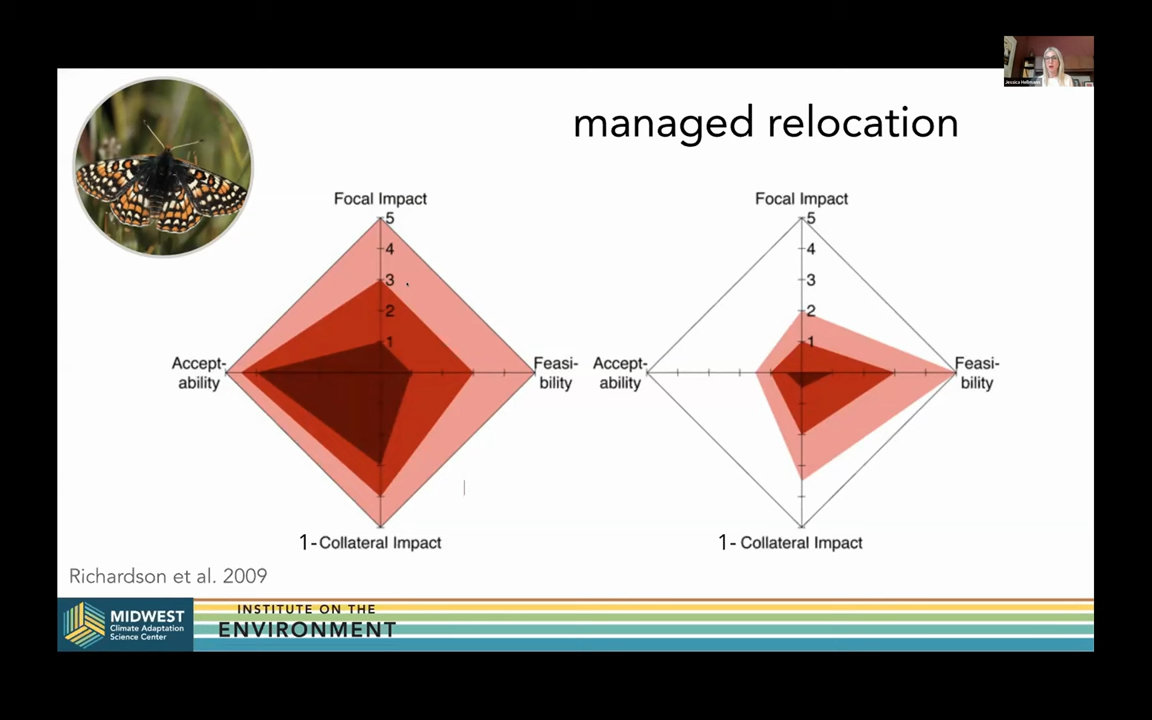 Jessica Hellmann
managed relocation
Focal Impact
5
4
3
2
1
Accept-
ability
Feasi-
bility
1-Collateral Impact
Focal Impact
5
4
3
2
1
Accept-
ability
Feasi-
bility
1- Collateral Impact
Richardson et al. 2009
MIDWEST
Climate Adaptation
Science Center
INSTITUTE ON THE
ENVIRONMENT